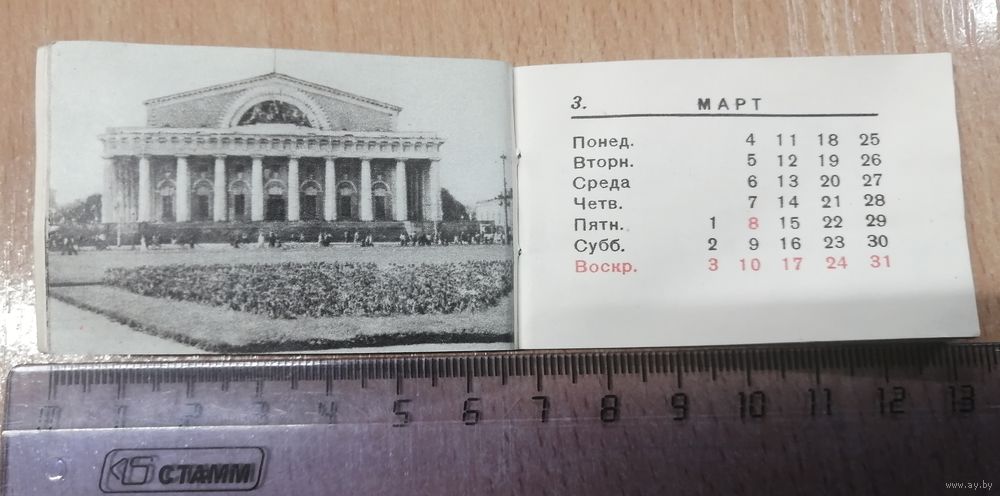 3. МАРТ
Понед. 4 11 18 25
Вторн. 5 12 19 26
Среда 6 13 20 27
Четв. 7 14 21 28
Пятн. 1 8 15 22 29
Субб. 2 9 16 23 30
Воскр. 3 10 17 24 31
1 2 3 4 5 6 7 8 9 10 11 12 13
СТАММ
www.ay.by